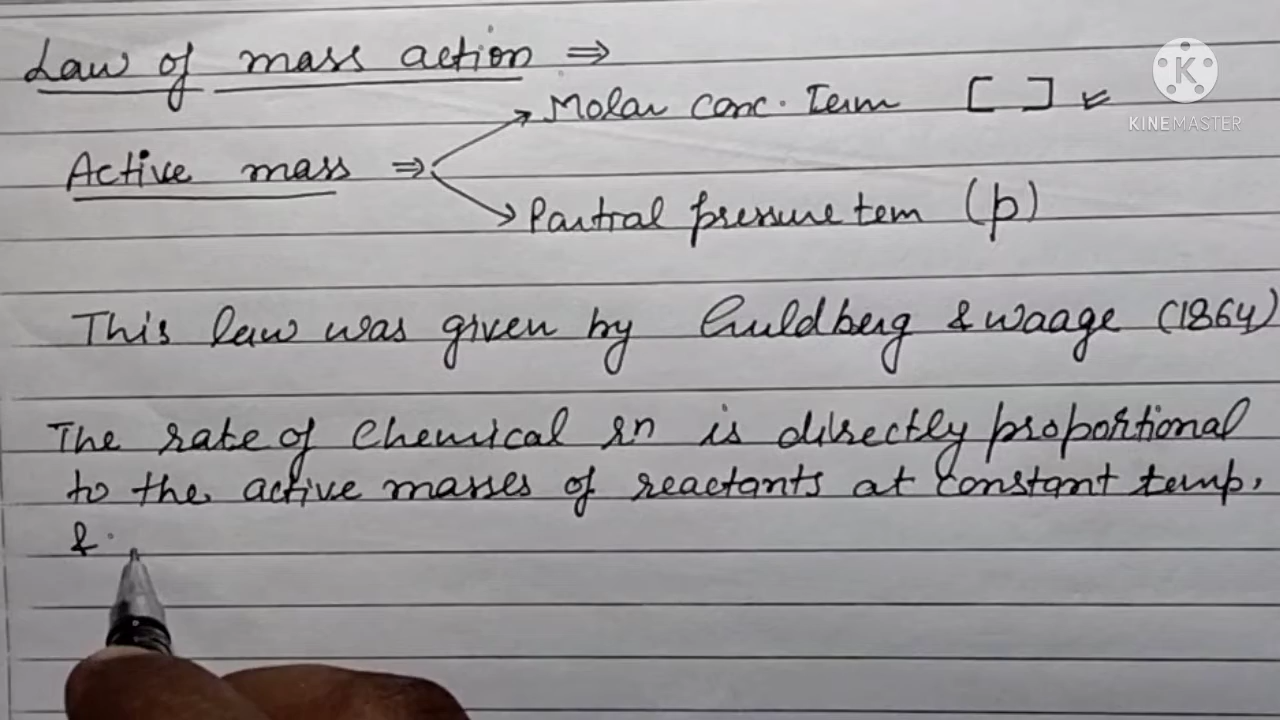 Law of mass action ⇒
Molar conc. Term [ ]
Active mass ⇒
Partial pressure tem (p)
This law was given by Guldberg & waage (1864)
The rate of Chemical rn is directly proportional
to the active masses of reactants at constant temp.
&
KINEMASTER